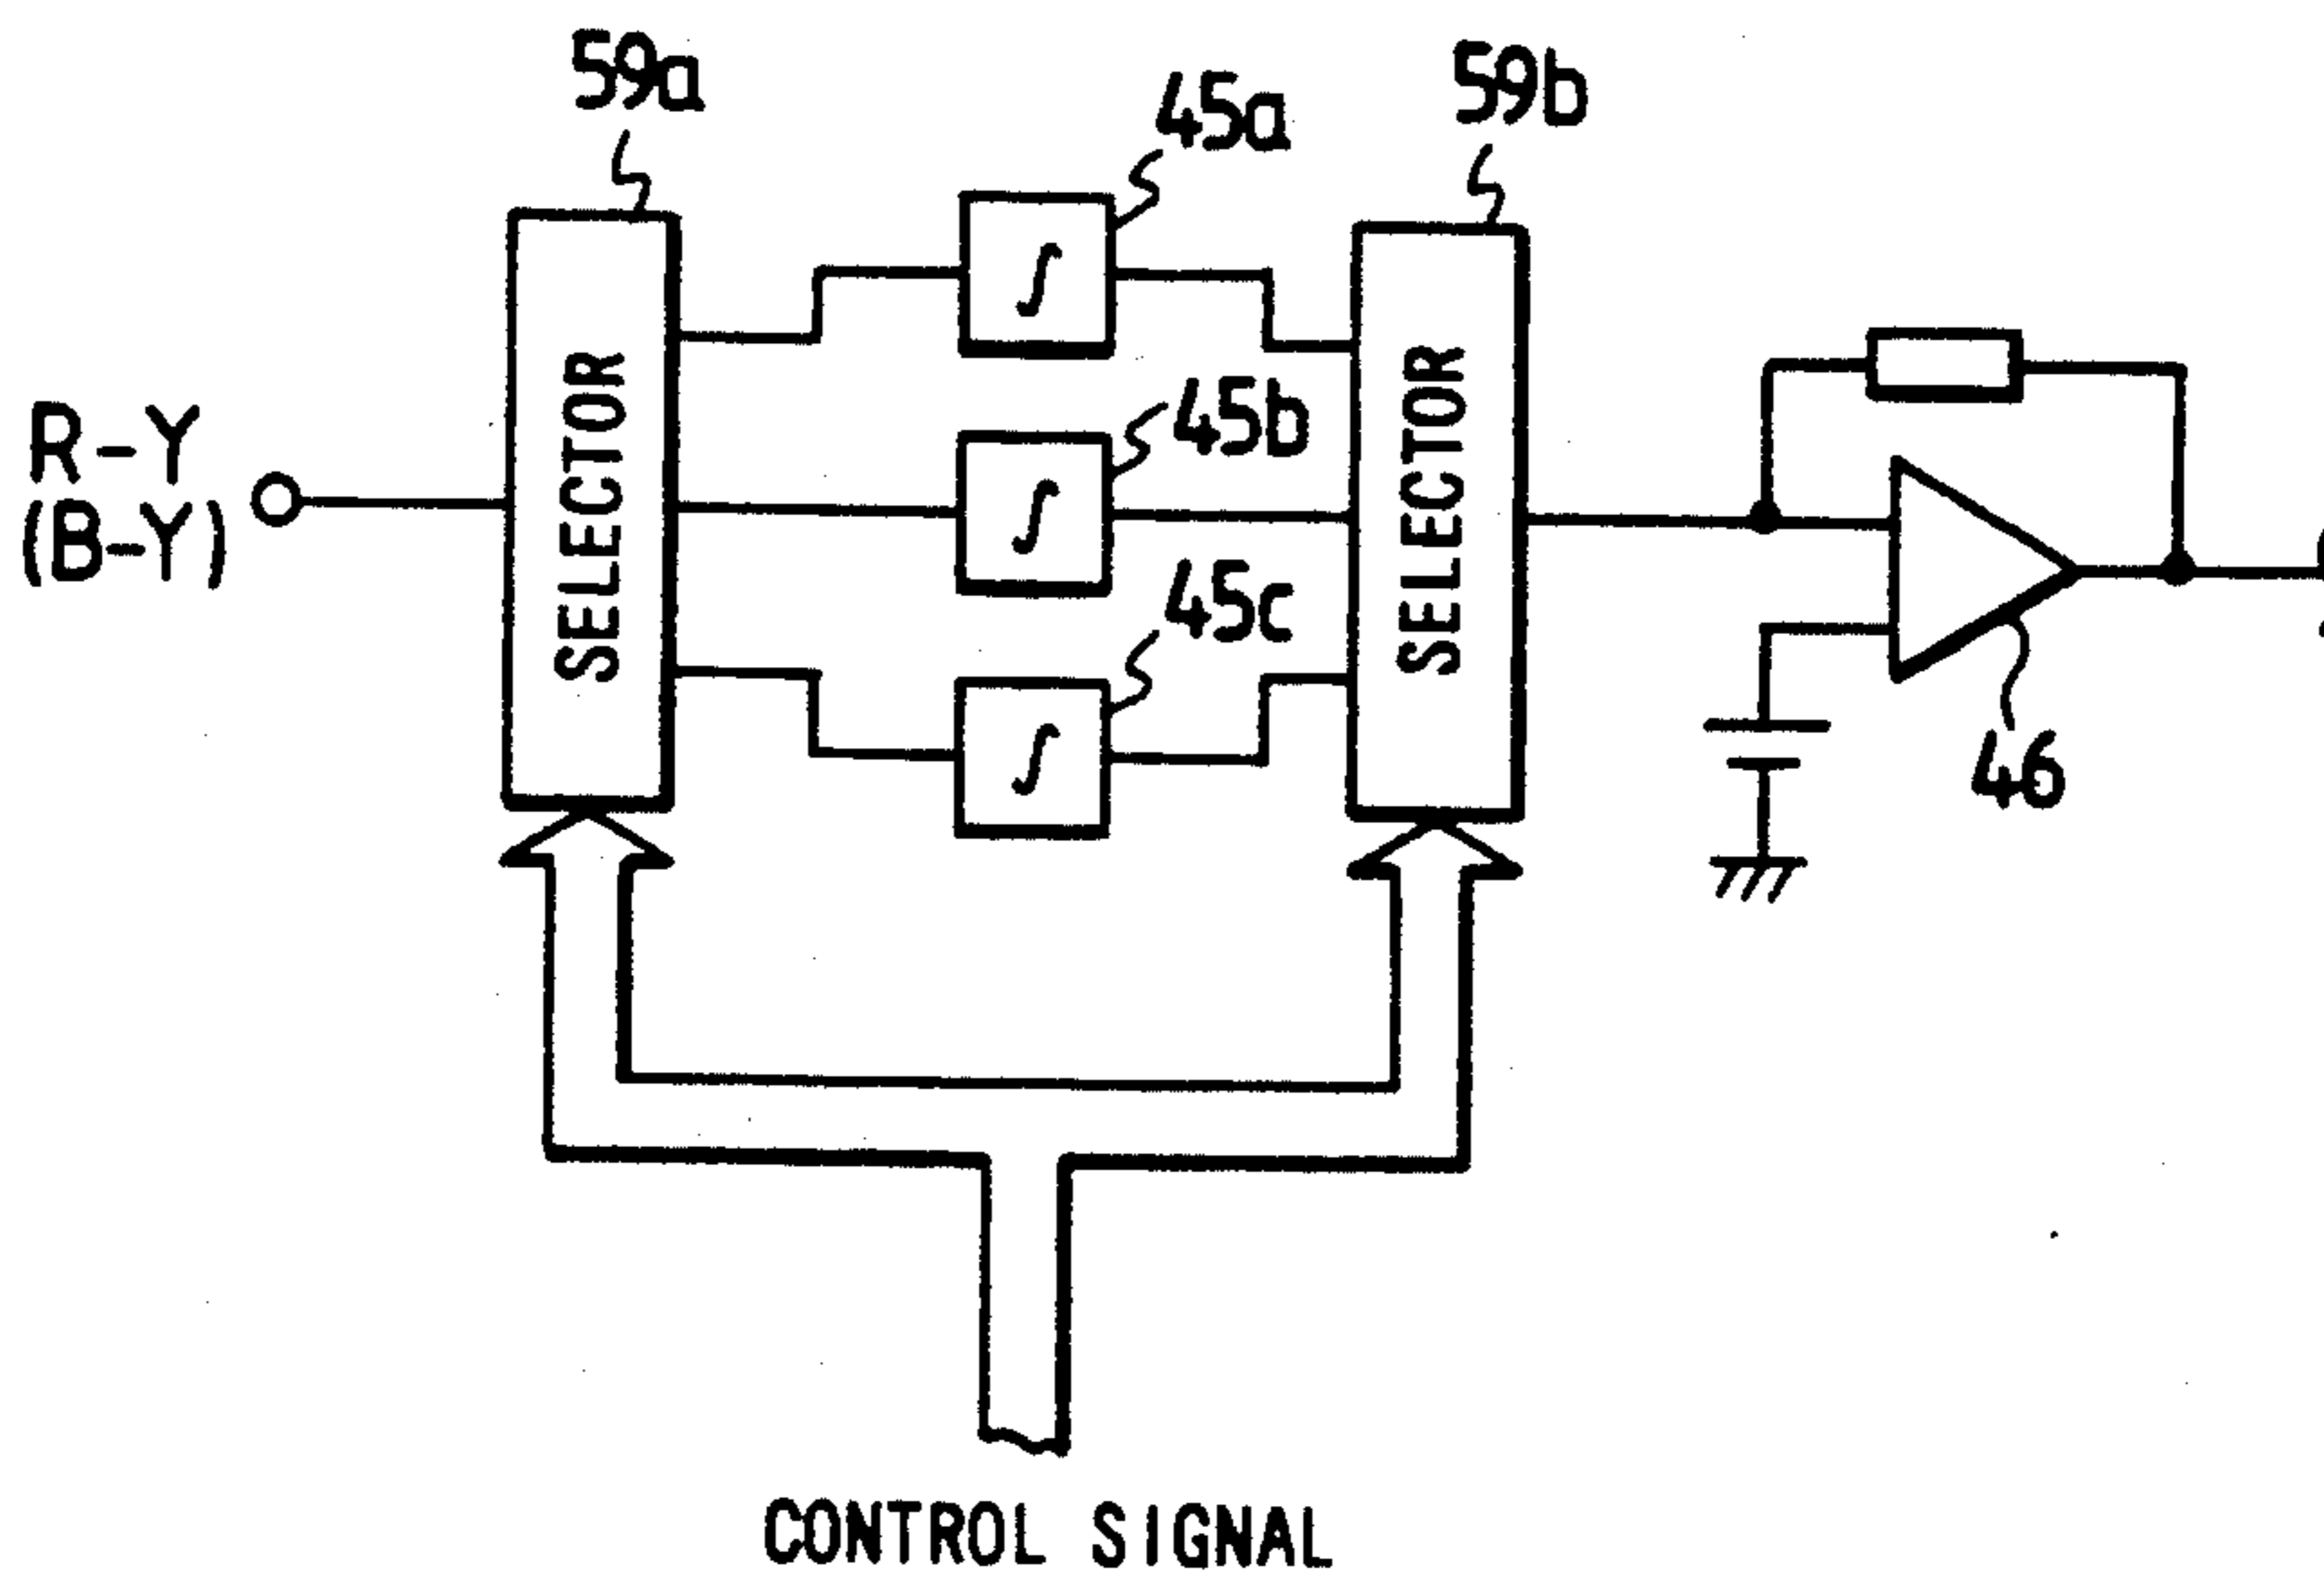 59a
45a
59b
R-Y
(B-Y)
SELECTOR
45b
SELECTOR
45c
46
CONTROL SIGNAL